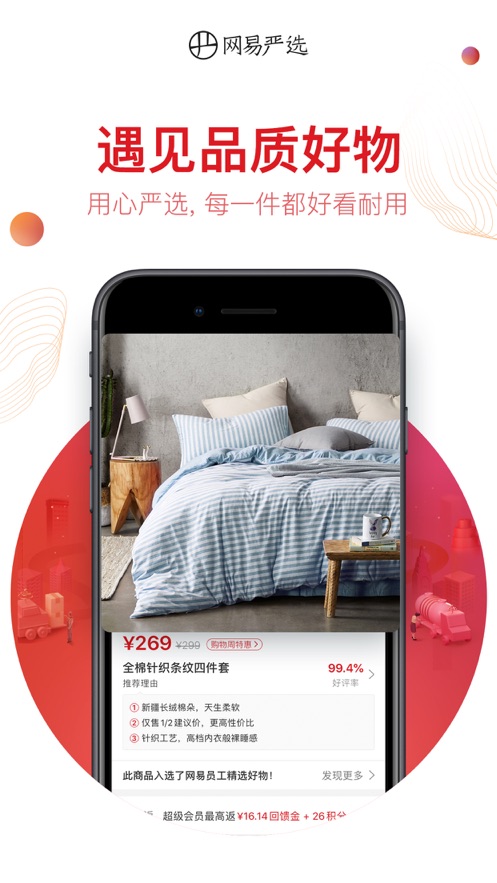 网易严选
遇见品质好物
用心严选, 每一件都好看耐用
¥269 ¥299 购物周特惠 >
全棉针织条纹四件套 99.4% >
推荐理由 好评率
① 新疆长绒棉朵，天生柔软
② 仅售1/2建议价，更高性价比
③ 针织工艺，高档内衣般裸睡感
此商品入选了网易员工精选好物! 发现更多 >
超级会员最高返¥16.14回馈金 + 26积分